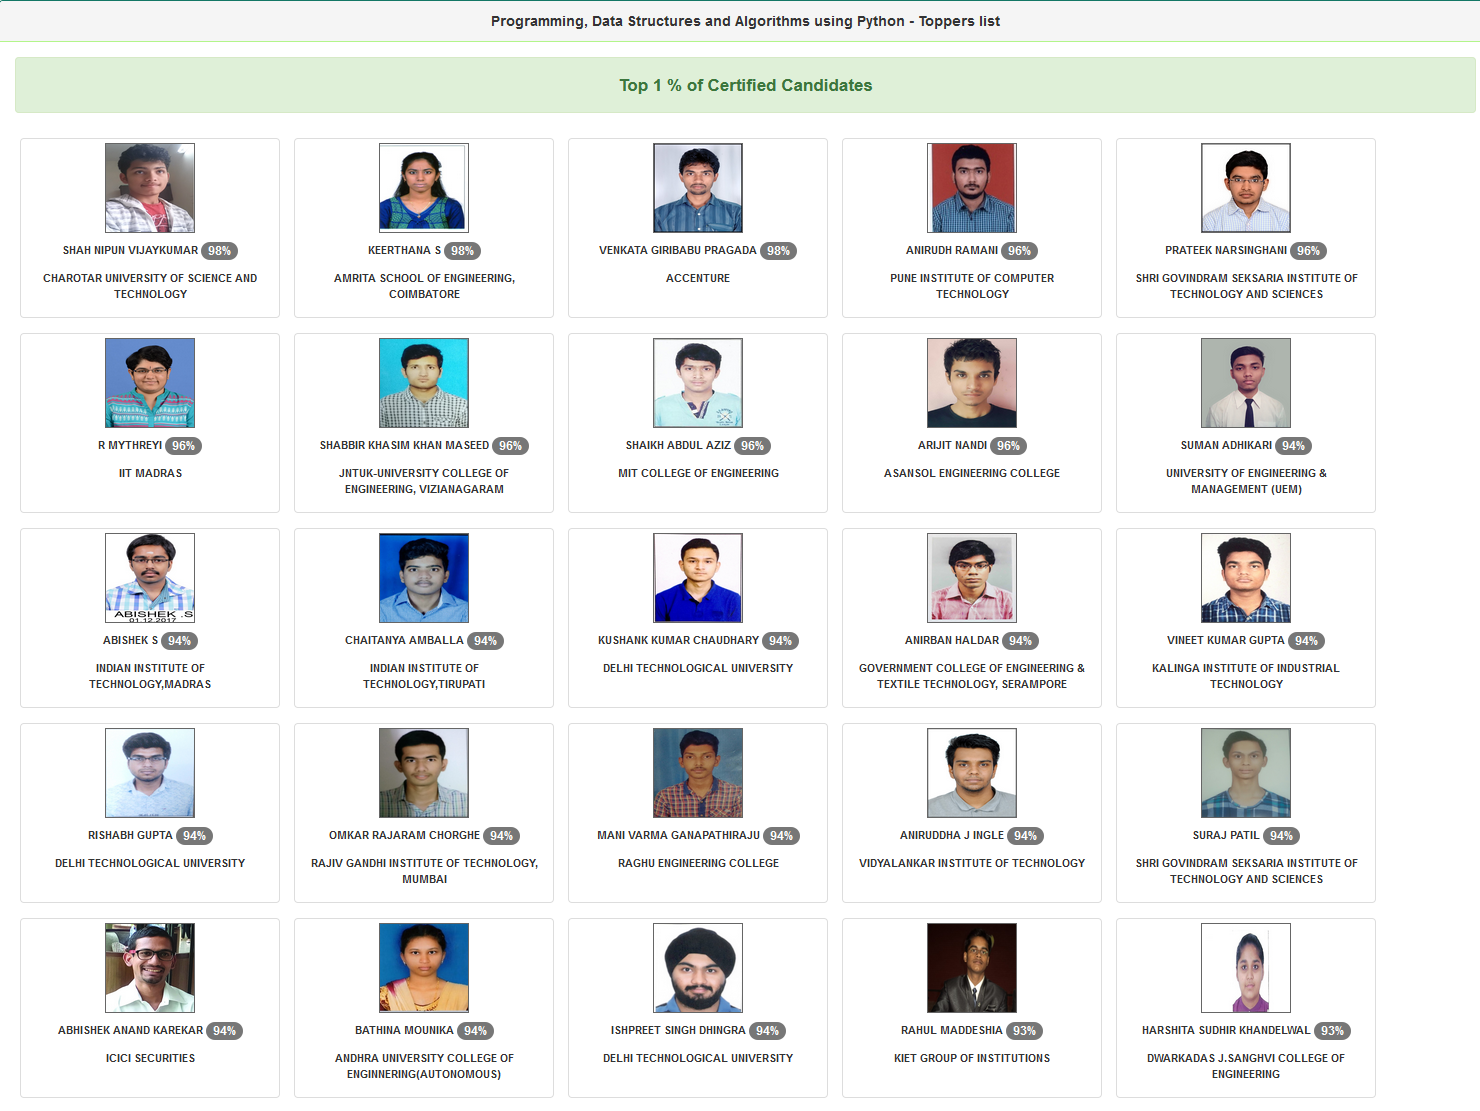 Programming, Data Structures and Algorithms using Python - Toppers list
Top 1 % of Certified Candidates
SHAH NIPUN VIJAYKUMAR 98%
CHAROTAR UNIVERSITY OF SCIENCE AND
TECHNOLOGY
KEERTHANA S 98%
AMRITA SCHOOL OF ENGINEERING,
COIMBATORE
VENKATA GIRIBABU PRAGADA 98%
ACCENTURE
ANIRUDH RAMANI 96%
PUNE INSTITUTE OF COMPUTER
TECHNOLOGY
PRATEEK NARSINGHANI 96%
SHRI GOVINDRAM SEKSARIA INSTITUTE OF
TECHNOLOGY AND SCIENCES
R MYTHREYI 96%
IIT MADRAS
SHABBIR KHASIM KHAN MASEED 96%
JNTUK-UNIVERSITY COLLEGE OF
ENGINEERING, VIZIANAGARAM
SHAIKH ABDUL AZIZ 96%
MIT COLLEGE OF ENGINEERING
ARIJIT NANDI 96%
ASANSOL ENGINEERING COLLEGE
SUMAN ADHIKARI 94%
UNIVERSITY OF ENGINEERING &
MANAGEMENT (UEM)
ABISHEK .S
01.12.2017
ABISHEK S 94%
INDIAN INSTITUTE OF
TECHNOLOGY,MADRAS
CHAITANYA AMBALLA 94%
INDIAN INSTITUTE OF
TECHNOLOGY,TIRUPATI
KUSHANK KUMAR CHAUDHARY 94%
DELHI TECHNOLOGICAL UNIVERSITY
ANIRBAN HALDAR 94%
GOVERNMENT COLLEGE OF ENGINEERING &
TEXTILE TECHNOLOGY, SERAMPORE
VINEET KUMAR GUPTA 94%
KALINGA INSTITUTE OF INDUSTRIAL
TECHNOLOGY
RISHABH GUPTA 94%
DELHI TECHNOLOGICAL UNIVERSITY
OMKAR RAJARAM CHORGHE 94%
RAJIV GANDHI INSTITUTE OF TECHNOLOGY,
MUMBAI
MANI VARMA GANAPATHIRAJU 94%
RAGHU ENGINEERING COLLEGE
ANIRUDDHA J INGLE 94%
VIDYALANKAR INSTITUTE OF TECHNOLOGY
SURAJ PATIL 94%
SHRI GOVINDRAM SEKSARIA INSTITUTE OF
TECHNOLOGY AND SCIENCES
ABHISHEK ANAND KAREKAR 94%
ICICI SECURITIES
BATHINA MOUNIKA 94%
ANDHRA UNIVERSITY COLLEGE OF
ENGINNERING(AUTONOMOUS)
ISHPREET SINGH DHINGRA 94%
DELHI TECHNOLOGICAL UNIVERSITY
RAHUL MADDESHIA 93%
KIET GROUP OF INSTITUTIONS
HARSHITA SUDHIR KHANDELWAL 93%
DWARKADAS J.SANGHVI COLLEGE OF
ENGINEERING